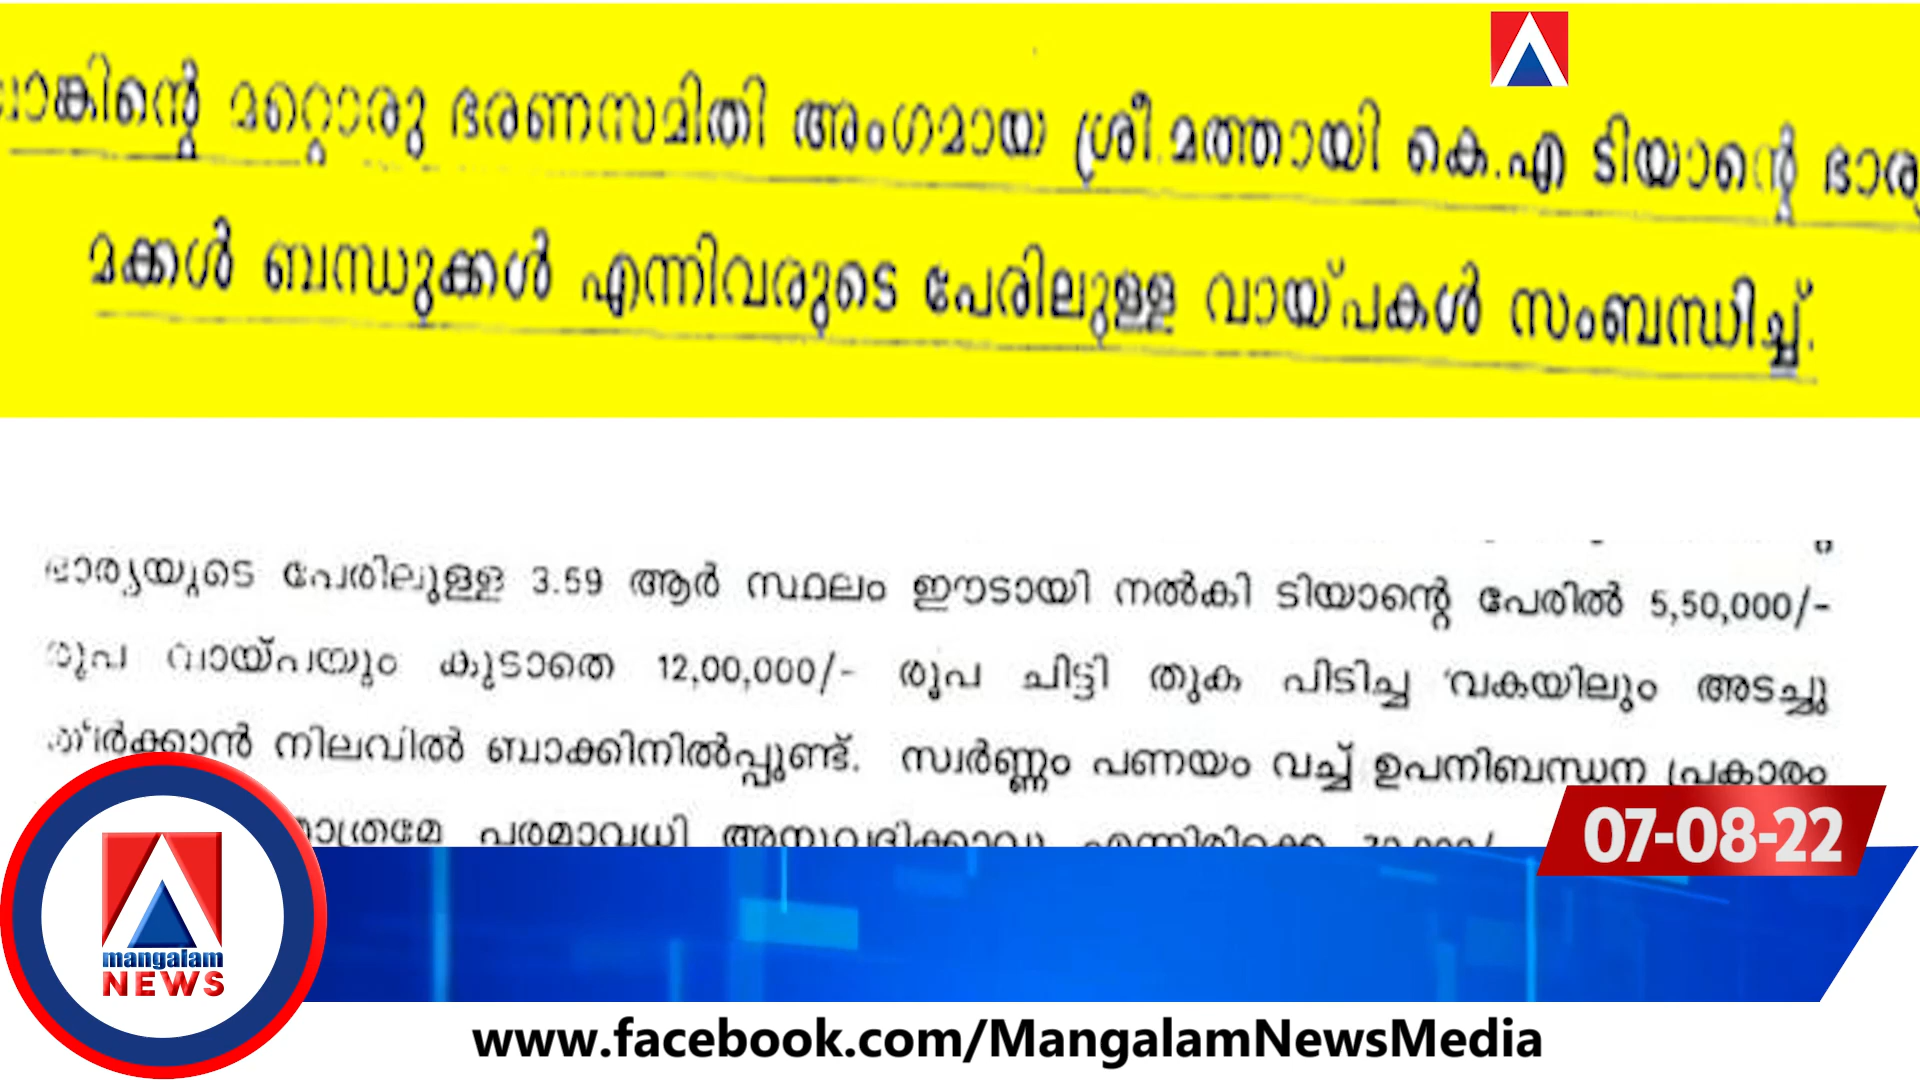 ബാങ്കിന്റെ മറ്റൊരു ഭരണസമിതി അംഗമായ ശ്രീ.മത്തായി കെ.എ ടിയാന്റെ
മക്കൾ ബന്ധുക്കൾ എന്നിവരുടെ പേരിലുള്ള വായ്പകൾ സംബന്ധിച്ച്.
ഭാര്യയുടെ പേരിലുള്ള 3.59 ആർ സ്ഥലം ഈടായി നൽകി ടിയാന്റെ പേരിൽ 5,50,000/-
രൂപ വായ്പയും കൂടാതെ 12,00,000/- രൂപ ചിട്ടി തുക പിടിച്ച വകയിലും അടച്ചു
തീർക്കാൻ നിലവിൽ ബാക്കിനിൽപ്പുണ്ട്. സ്വർണ്ണം പണയം വച്ച് ഉപനിബന്ധന പ്രകാരം
പരമാവധി
07-08-22
mangalam
NEWS
www.facebook.com/MangalamNewsMedia